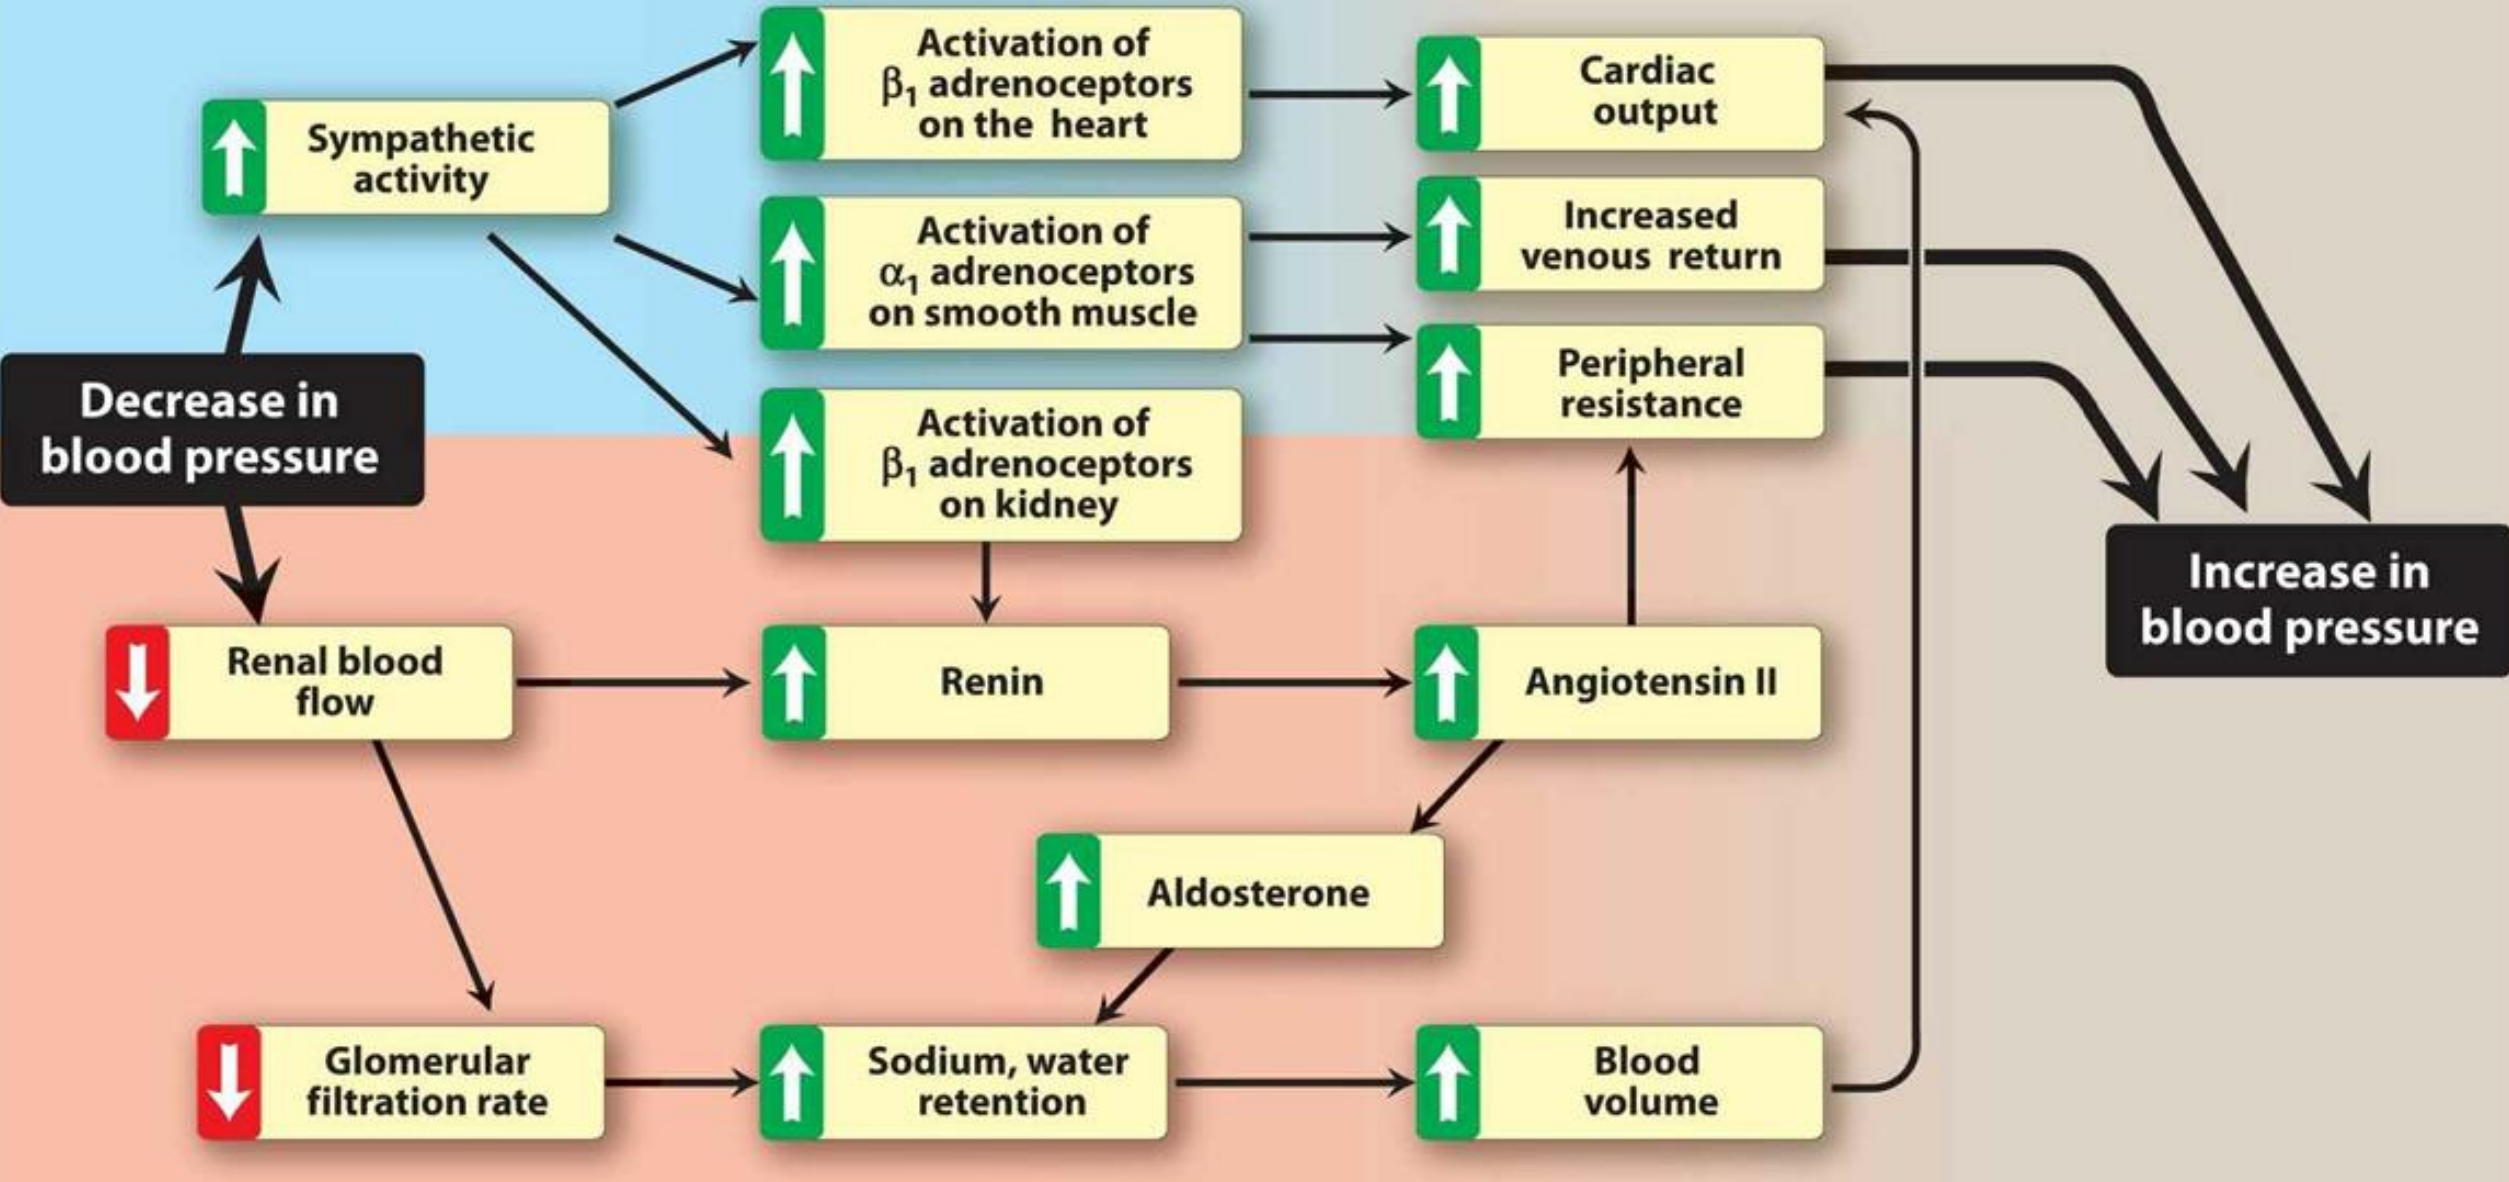 Activation of
β1 adrenoceptors
on the heart
Cardiac
output
Sympathetic
activity
Activation of
α1 adrenoceptors
on smooth muscle
Increased
venous return
Peripheral
resistance
Decrease in
blood pressure
Activation of
β1 adrenoceptors
on kidney
Increase in
blood pressure
Renal blood
flow
Renin
Angiotensin II
Aldosterone
Glomerular
filtration rate
Sodium, water
retention
Blood
volume